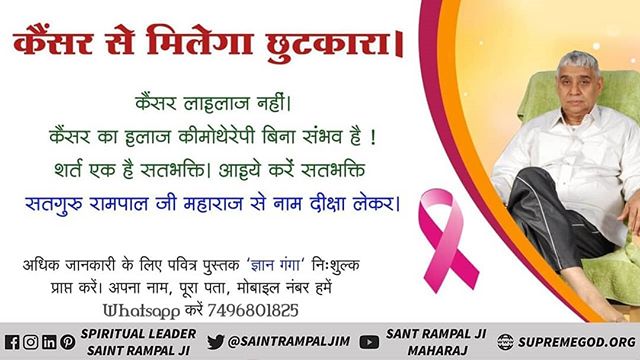 कैंसर से मिलेगा छुटकारा।
कैंसर लाइलाज नहीं।
कैंसर का इलाज कीमोथेरेपी बिना संभव है !
शर्त एक है सतभक्ति। आइये करें सतभक्ति
सतगुरु रामपाल जी महाराज से नाम दीक्षा लेकर।
अधिक जानकारी के लिए पवित्र पुस्तक ‘ज्ञान गंगा‘ निःशुल्क
प्राप्त करें। अपना नाम, पूरा पता, मोबाइल नंबर हमें
Whatsapp करें 7496801825
SPIRITUAL LEADER
SAINT RAMPAL JI
@SAINTRAMPALJIM
SANT RAMPAL JI
MAHARAJ
SUPREMEGOD.ORG